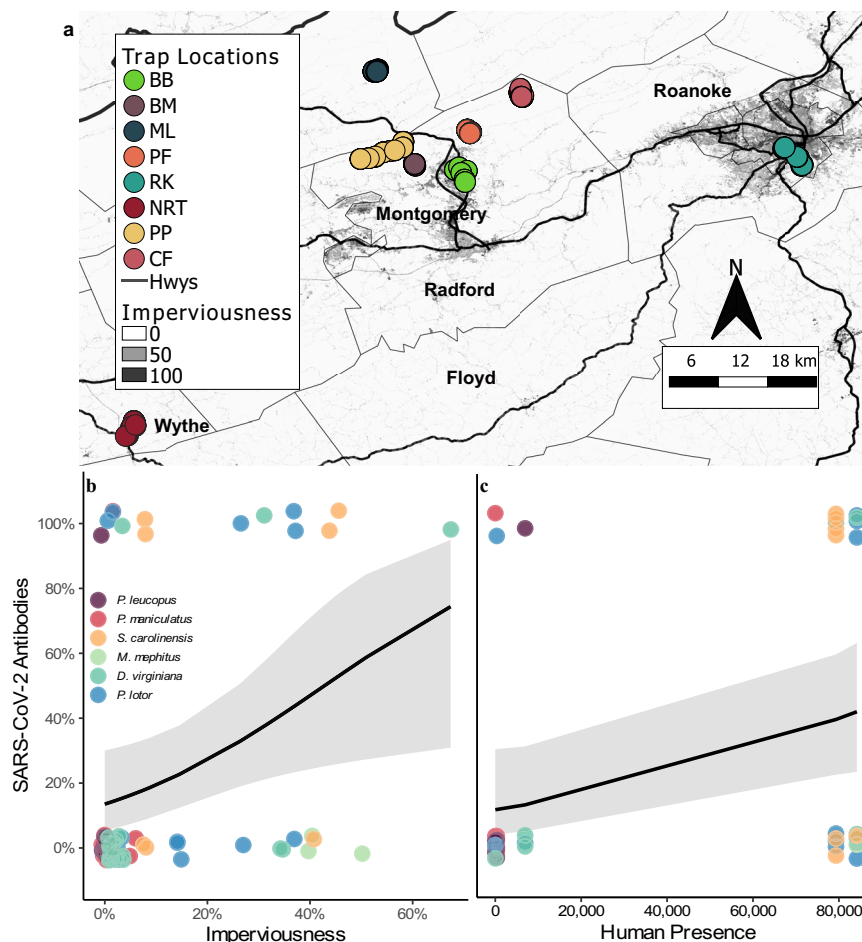 a
Trap Locations
BB
BM
ML
PF
RK
NRT
PP
CF
Hwys
Imperviousness
0
50
100
Roanoke
Montgomery
Radford
Floyd
Wythe
N
6 12 18 km
b
SARS-CoV-2 Antibodies
100%
80%
60%
40%
20%
0%
P. leucopus
P. maniculatus
S. carolinensis
M. mephitus
D. virginiana
P. lotor
0% 20% 40% 60%
Imperviousness
c
0 20,000 40,000 60,000 80,000
Human Presence